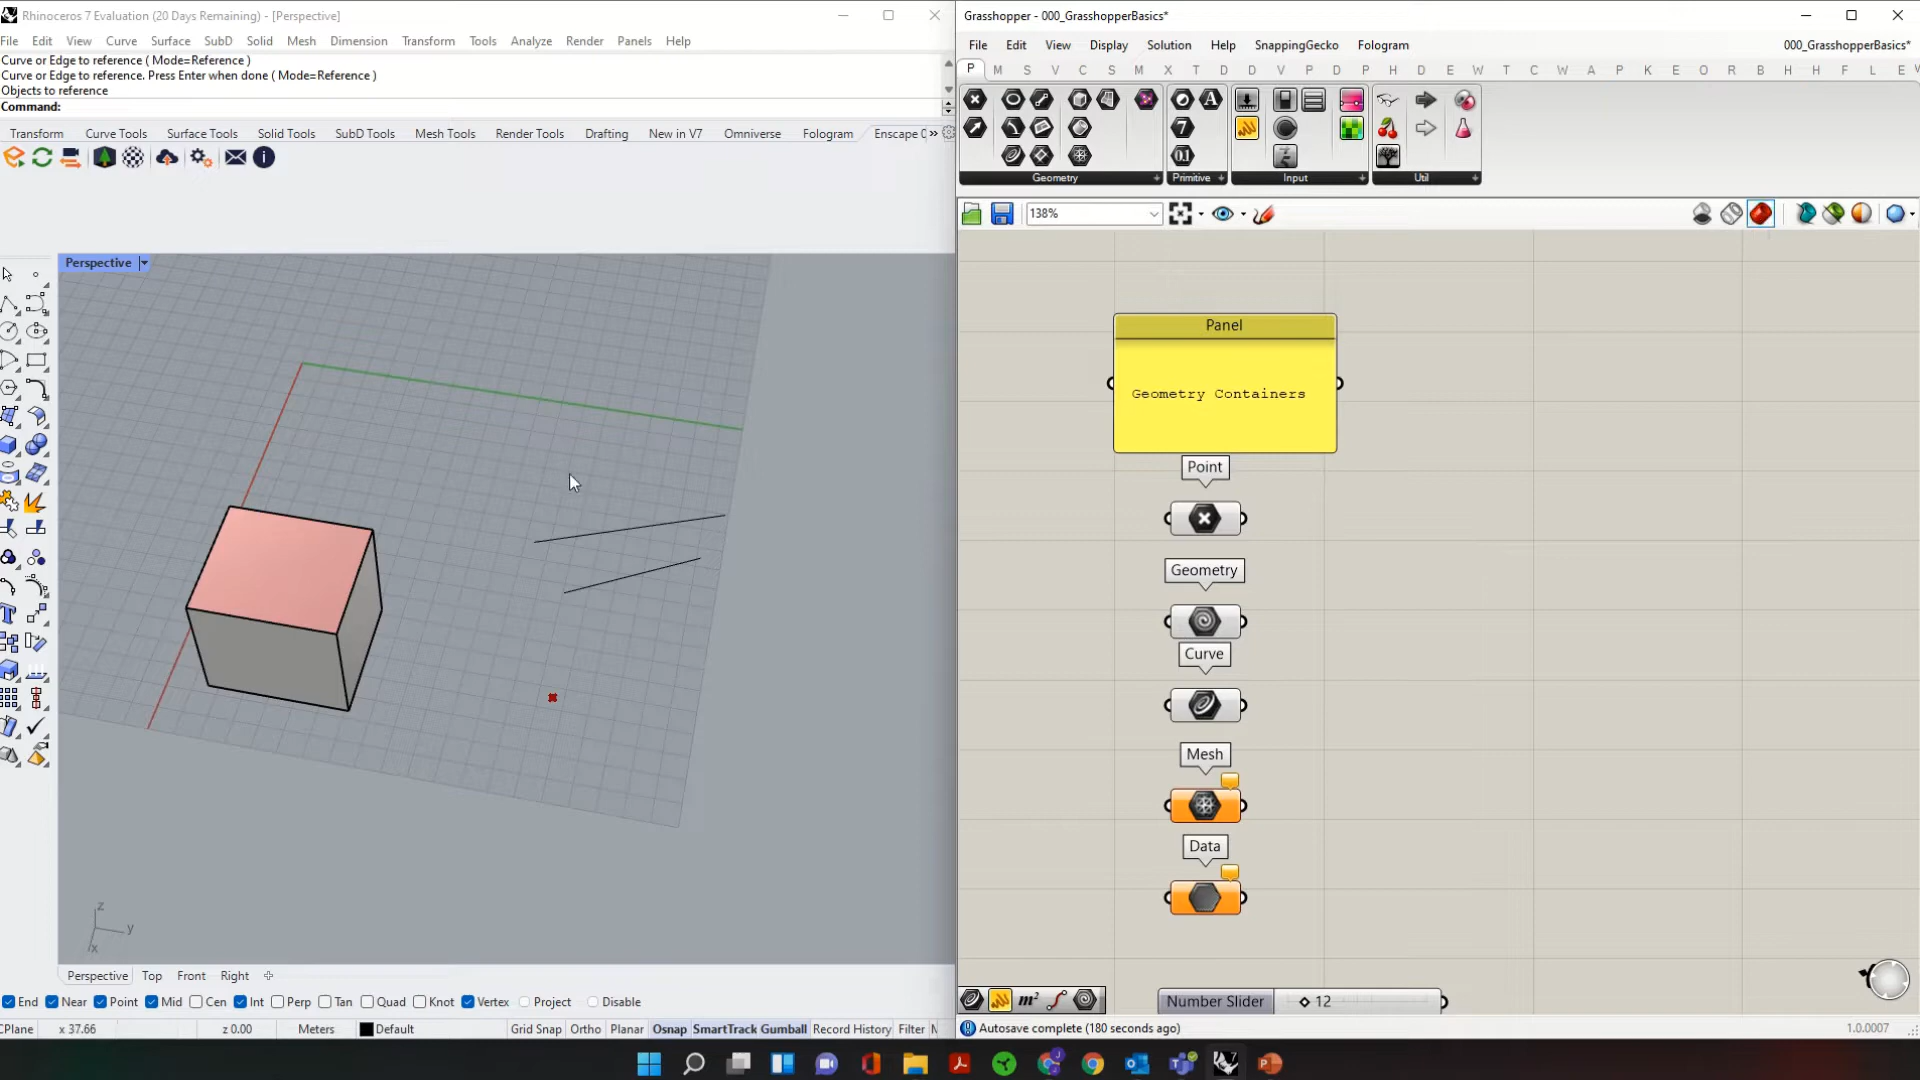 Rhinoceros 7 Evaluation (20 Days Remaining) - [Perspective]
File Edit View Curve Surface SubD Solid Mesh Dimension Transform Tools Analyze Render Panels Help
Curve or Edge to reference ( Mode=Reference )
Curve or Edge to reference. Press Enter when done ( Mode=Reference )
Objects to reference
Command:
Transform Curve Tools Surface Tools Solid Tools SubD Tools Mesh Tools Render Tools Drafting New in V7 Omniverse Fologram Enscape
Perspective
z
y
x
Perspective Top Front Right
End Near Point Mid Cen Int Perp Tan Quad Knot Vertex Project Disable
CPlane x 37.66 z 0.00 Meters Default Grid Snap Ortho Planar Osnap SmartTrack Gumball Record History Filter
Grasshopper - 000_GrasshopperBasics*
File Edit View Display Solution Help SnappingGecko Fologram 000_GrasshopperBasics*
P M S V C S M X T D D V P D P H D E W T C W A P K E O R B H H F L E
Geometry Primitive Input Util
138%
Panel
Geometry Containers
Point
Geometry
Curve
Mesh
Data
Number Slider 12
Autosave complete (180 seconds ago) 1.0.0007